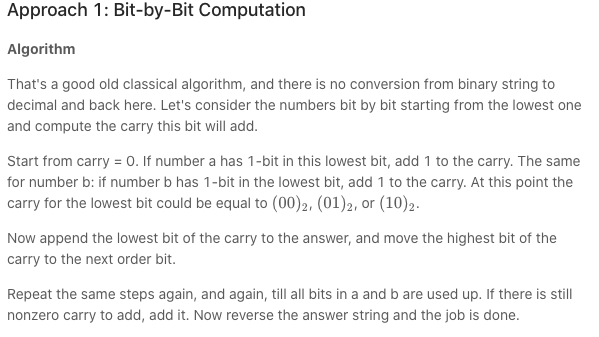 Approach 1: Bit-by-Bit Computation
Algorithm
That's a good old classical algorithm, and there is no conversion from binary string to
decimal and back here. Let's consider the numbers bit by bit starting from the lowest one
and compute the carry this bit will add.
Start from carry = 0. If number a has 1-bit in this lowest bit, add 1 to the carry. The same
for number b: if number b has 1-bit in the lowest bit, add 1 to the carry. At this point the
carry for the lowest bit could be equal to (00)₂, (01)₂, or (10)₂.
Now append the lowest bit of the carry to the answer, and move the highest bit of the
carry to the next order bit.
Repeat the same steps again, and again, till all bits in a and b are used up. If there is still
nonzero carry to add, add it. Now reverse the answer string and the job is done.